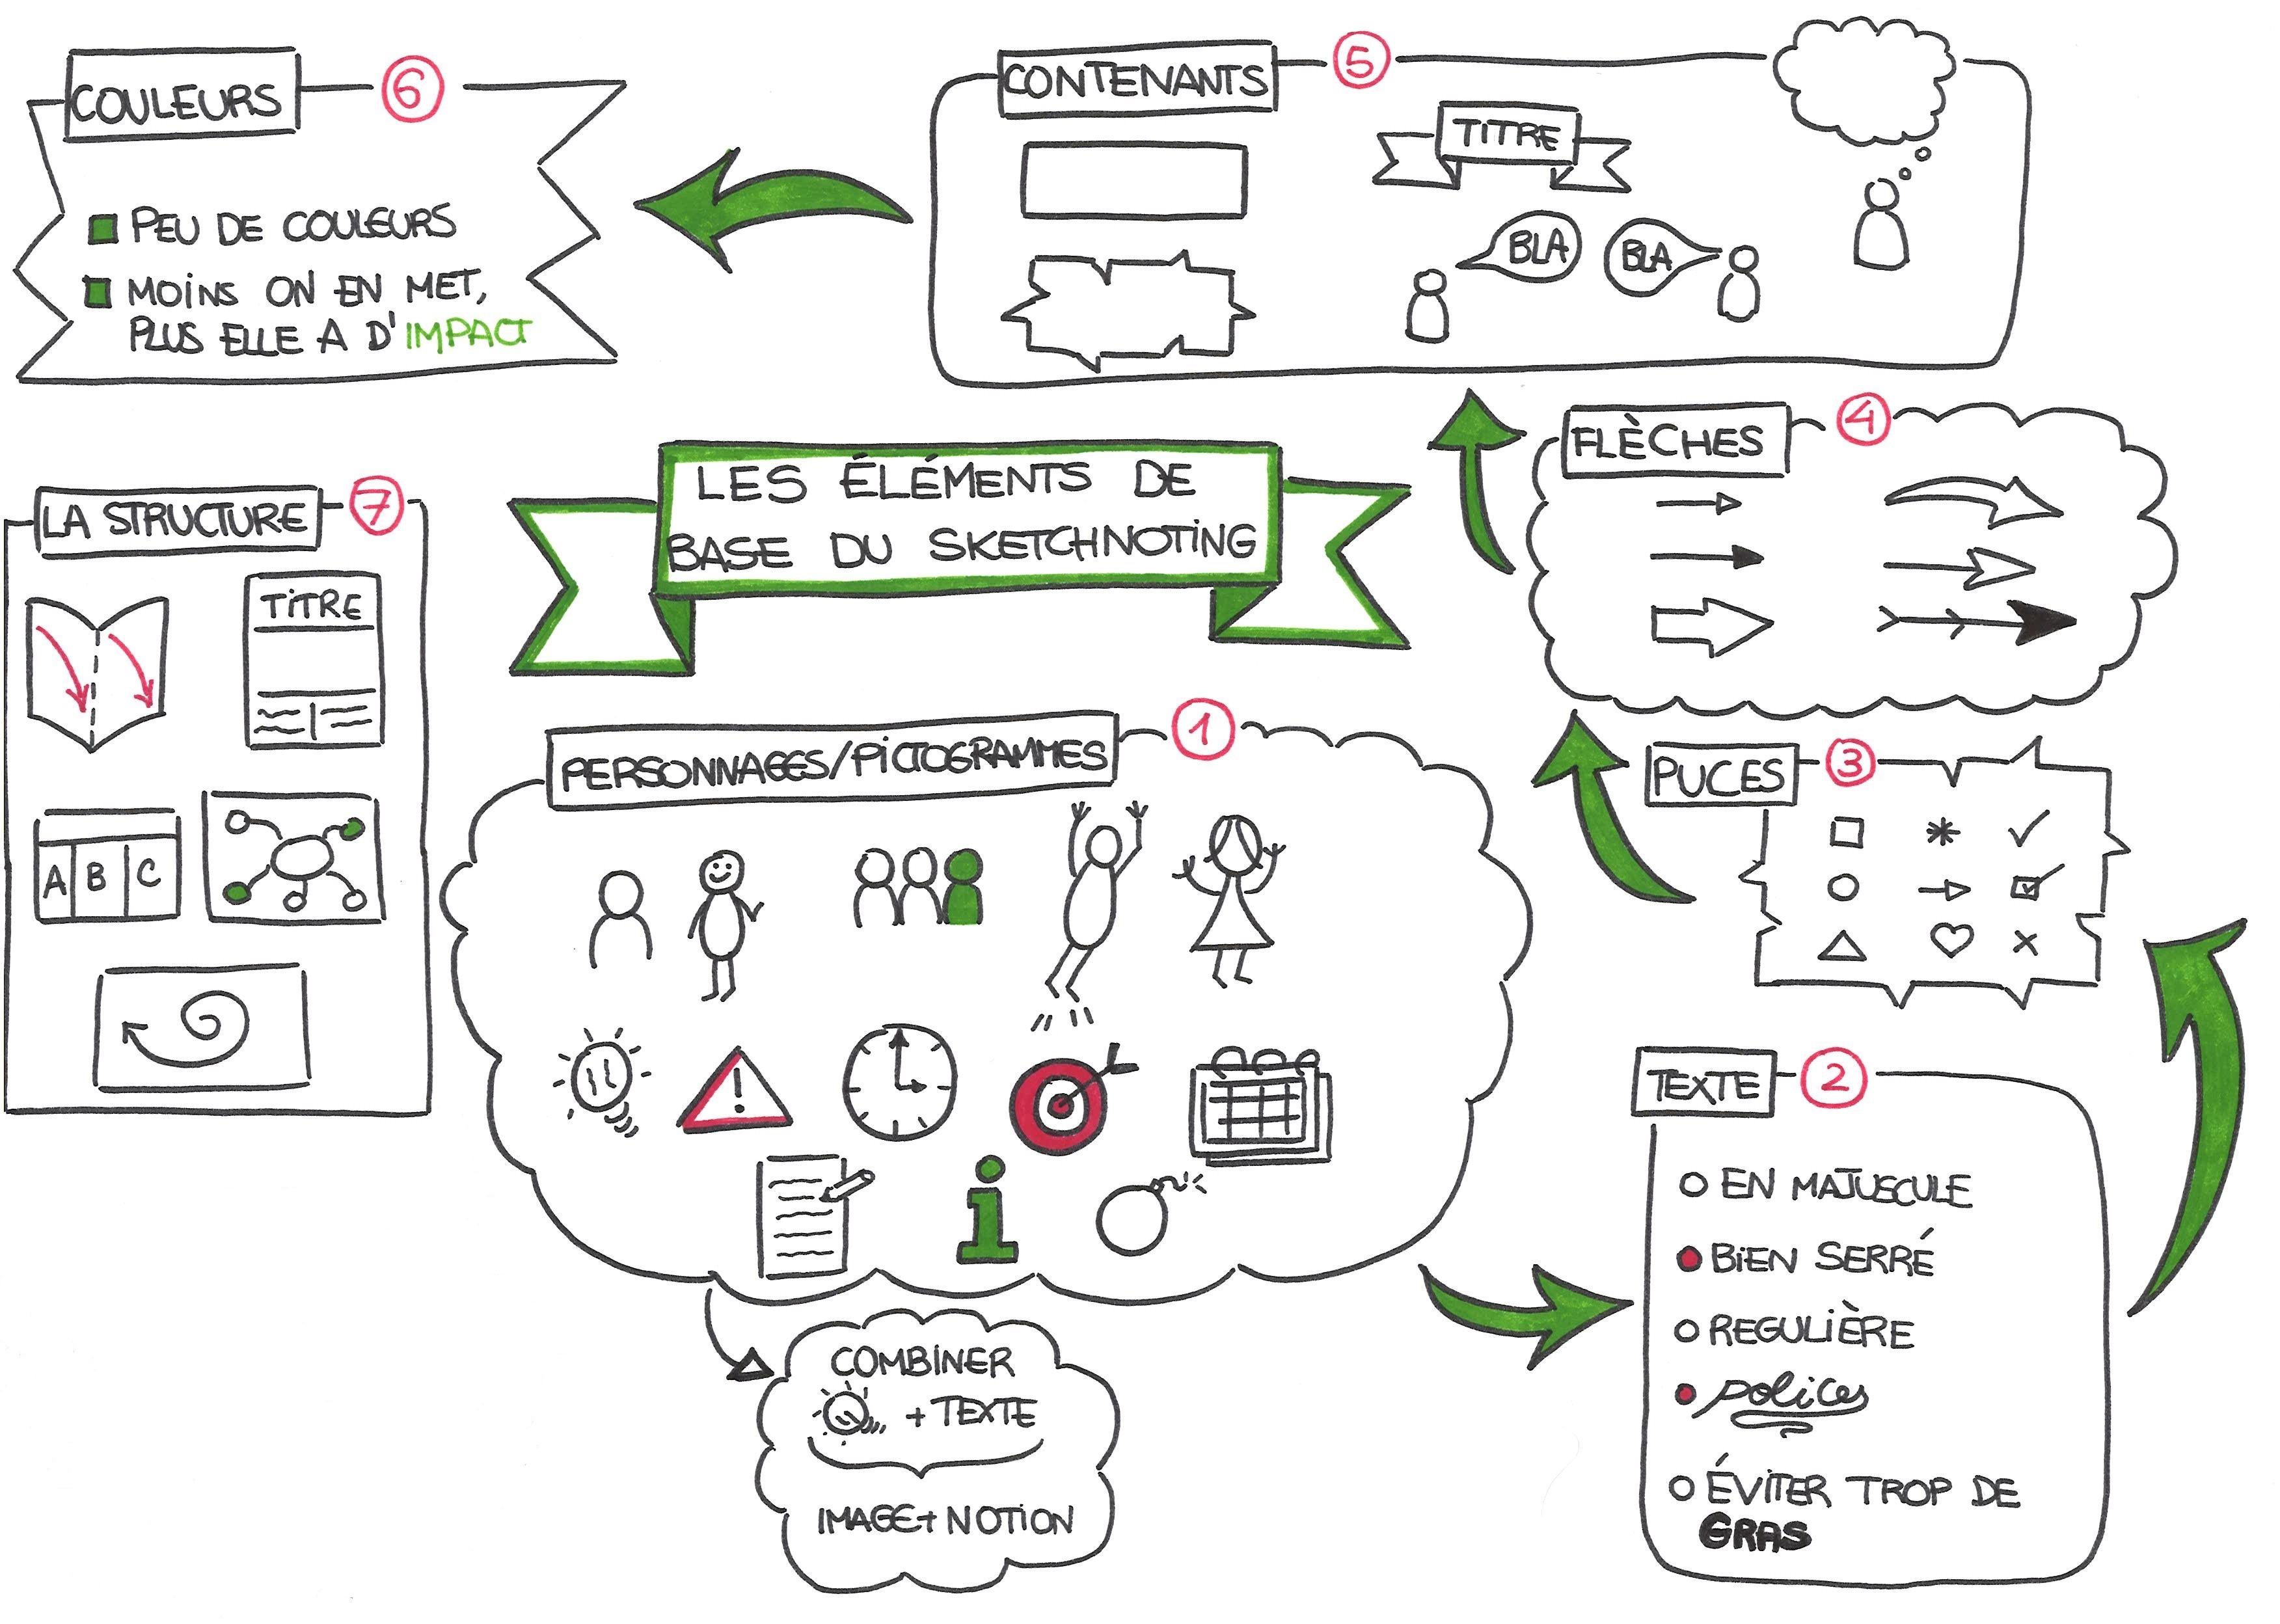 LES ÉLÉMENTS DE
BASE DU SKETCHNOTING
PERSONNAGES/PICTOGRAMMES
1
i
COMBINER
+ TEXTE
IMAGE + NOTION
TEXTE
2
EN MAJUSCULE
BIEN SERRÉ
REGULIÈRE
polices
ÉVITER TROP DE
GRAS
PUCES
3
FLÈCHES
4
CONTENANTS
5
TITRE
BLA
BLA
COULEURS
6
PEU DE COULEURS
MOINS ON EN MET,
PLUS ELLE A D'IMPACT
LA STRUCTURE
7
TITRE
A B C